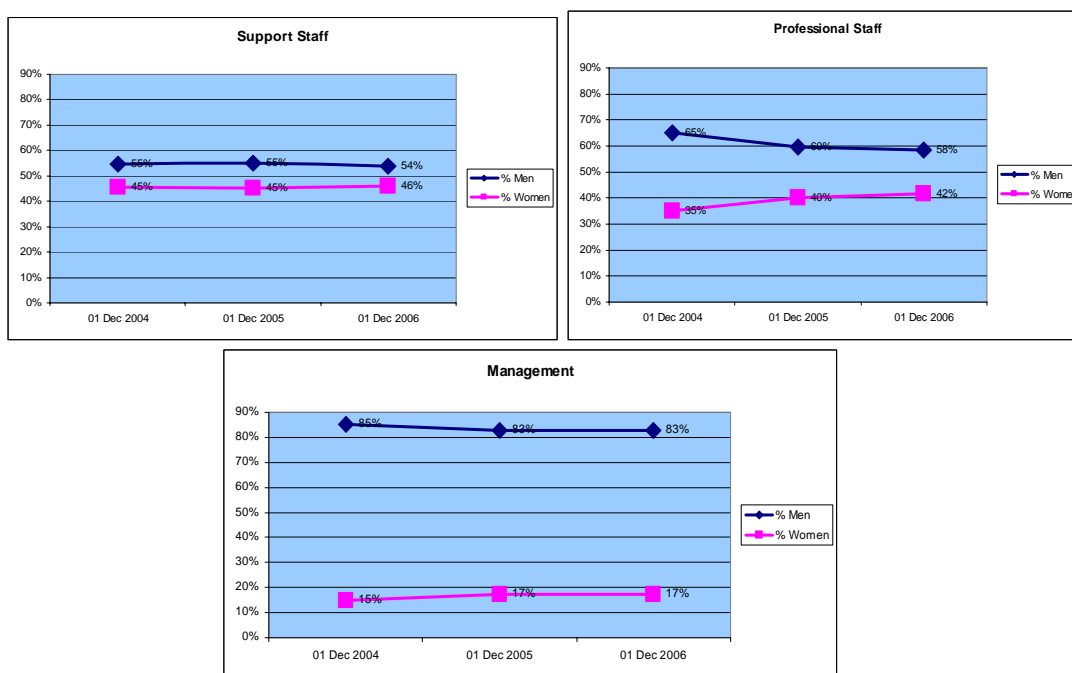 Support Staff
90%
80%
70%
60%
50%
40%
30%
20%
10%
0%
55%
55%
54%
45%
45%
46%
01 Dec 2004
01 Dec 2005
01 Dec 2006
% Men
% Women
Professional Staff
90%
80%
70%
60%
50%
40%
30%
20%
10%
0%
65%
60%
58%
35%
40%
42%
01 Dec 2004
01 Dec 2005
01 Dec 2006
% Men
% Women
Management
90%
80%
70%
60%
50%
40%
30%
20%
10%
0%
85%
83%
83%
15%
17%
17%
01 Dec 2004
01 Dec 2005
01 Dec 2006
% Men
% Women